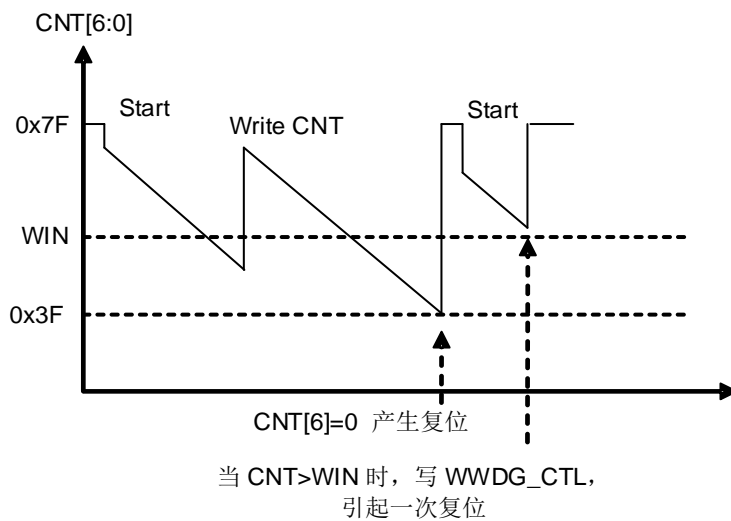 CNT[6:0]
Start
Start
0x7F
Write CNT
WIN
0x3F
CNT[6]=0 产生复位
当 CNT>WIN 时，写 WWDG_CTL，
引起一次复位